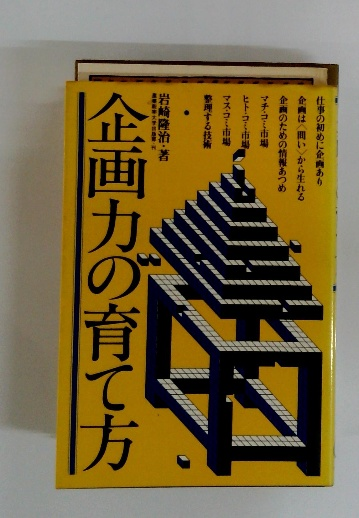 仕事の初めに企画あり
企画は〈問い〉から生れる
企画のための情報あつめ
マチ・コミ市場
ヒト・コミ市場
マス・コミ市場
整理する技術
岩崎隆治・著
企画力の育て方